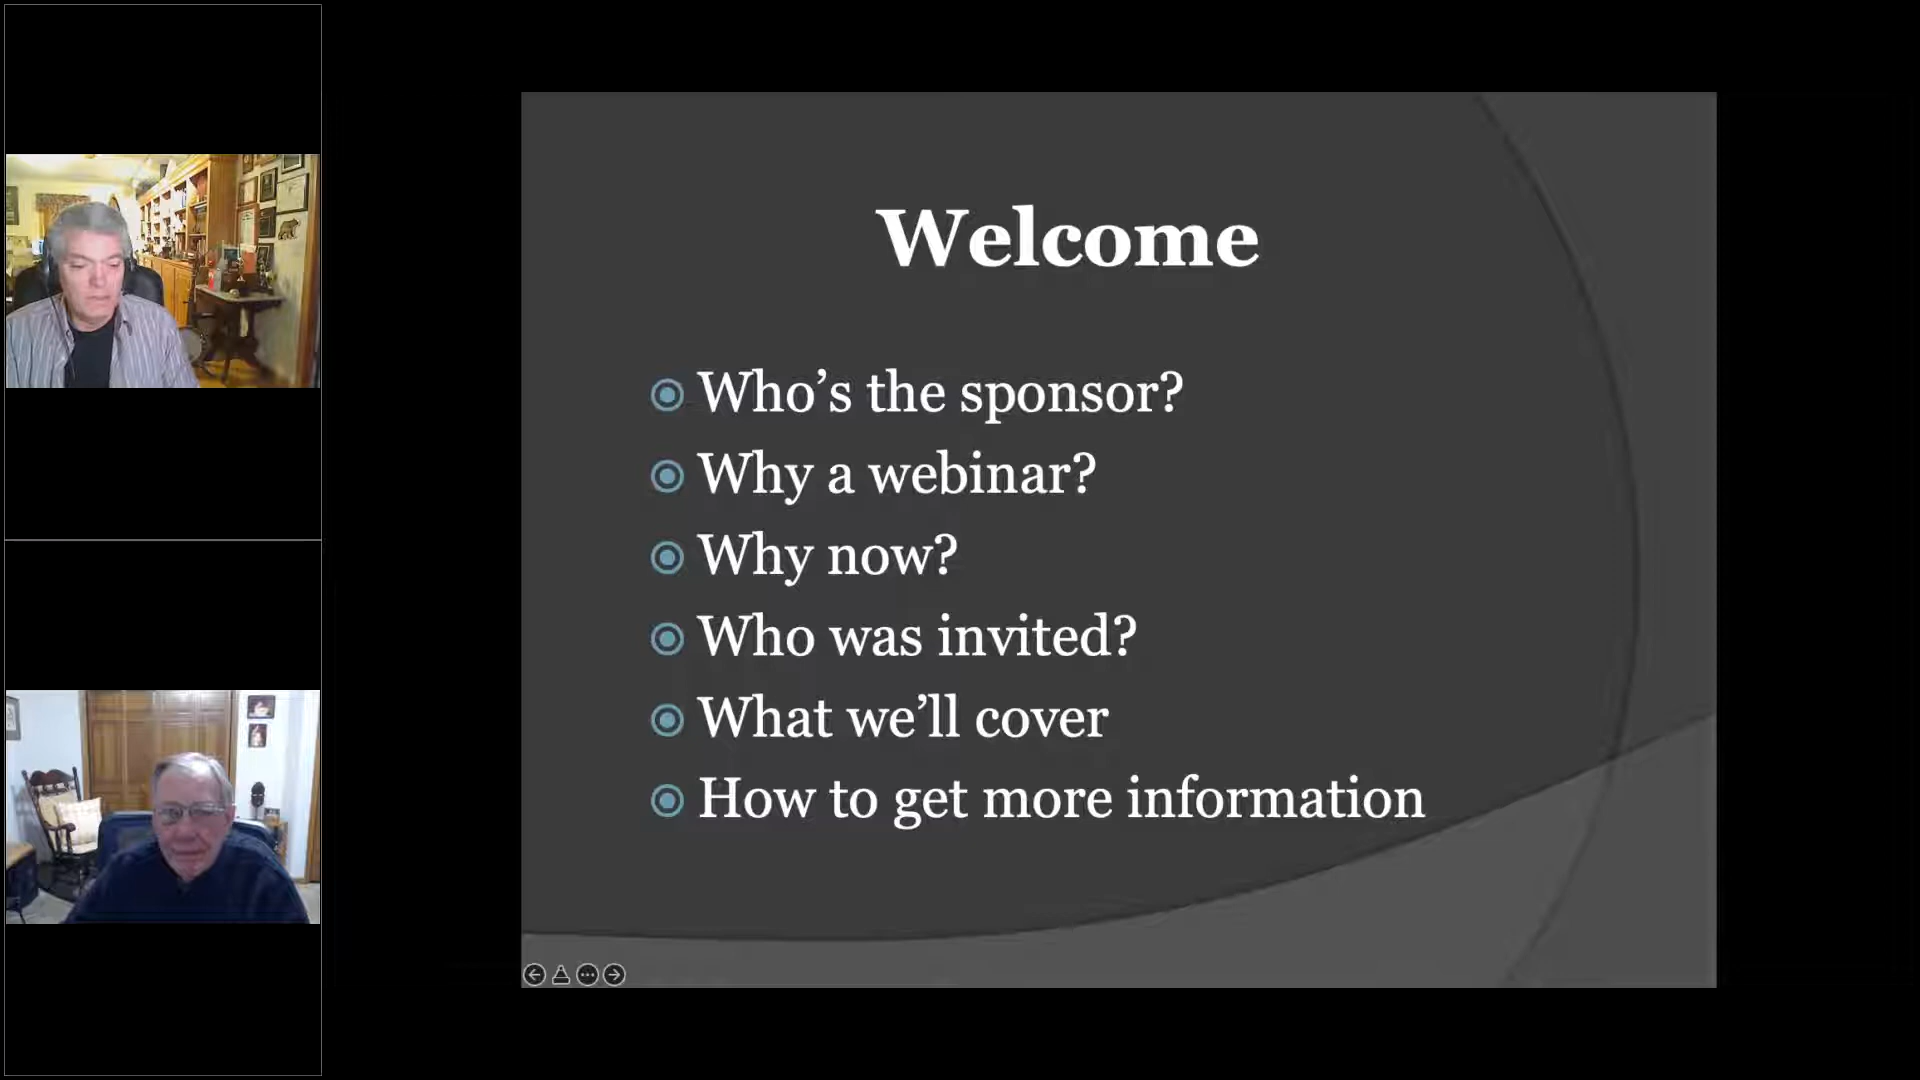 Welcome
Who’s the sponsor?
Why a webinar?
Why now?
Who was invited?
What we’ll cover
How to get more information